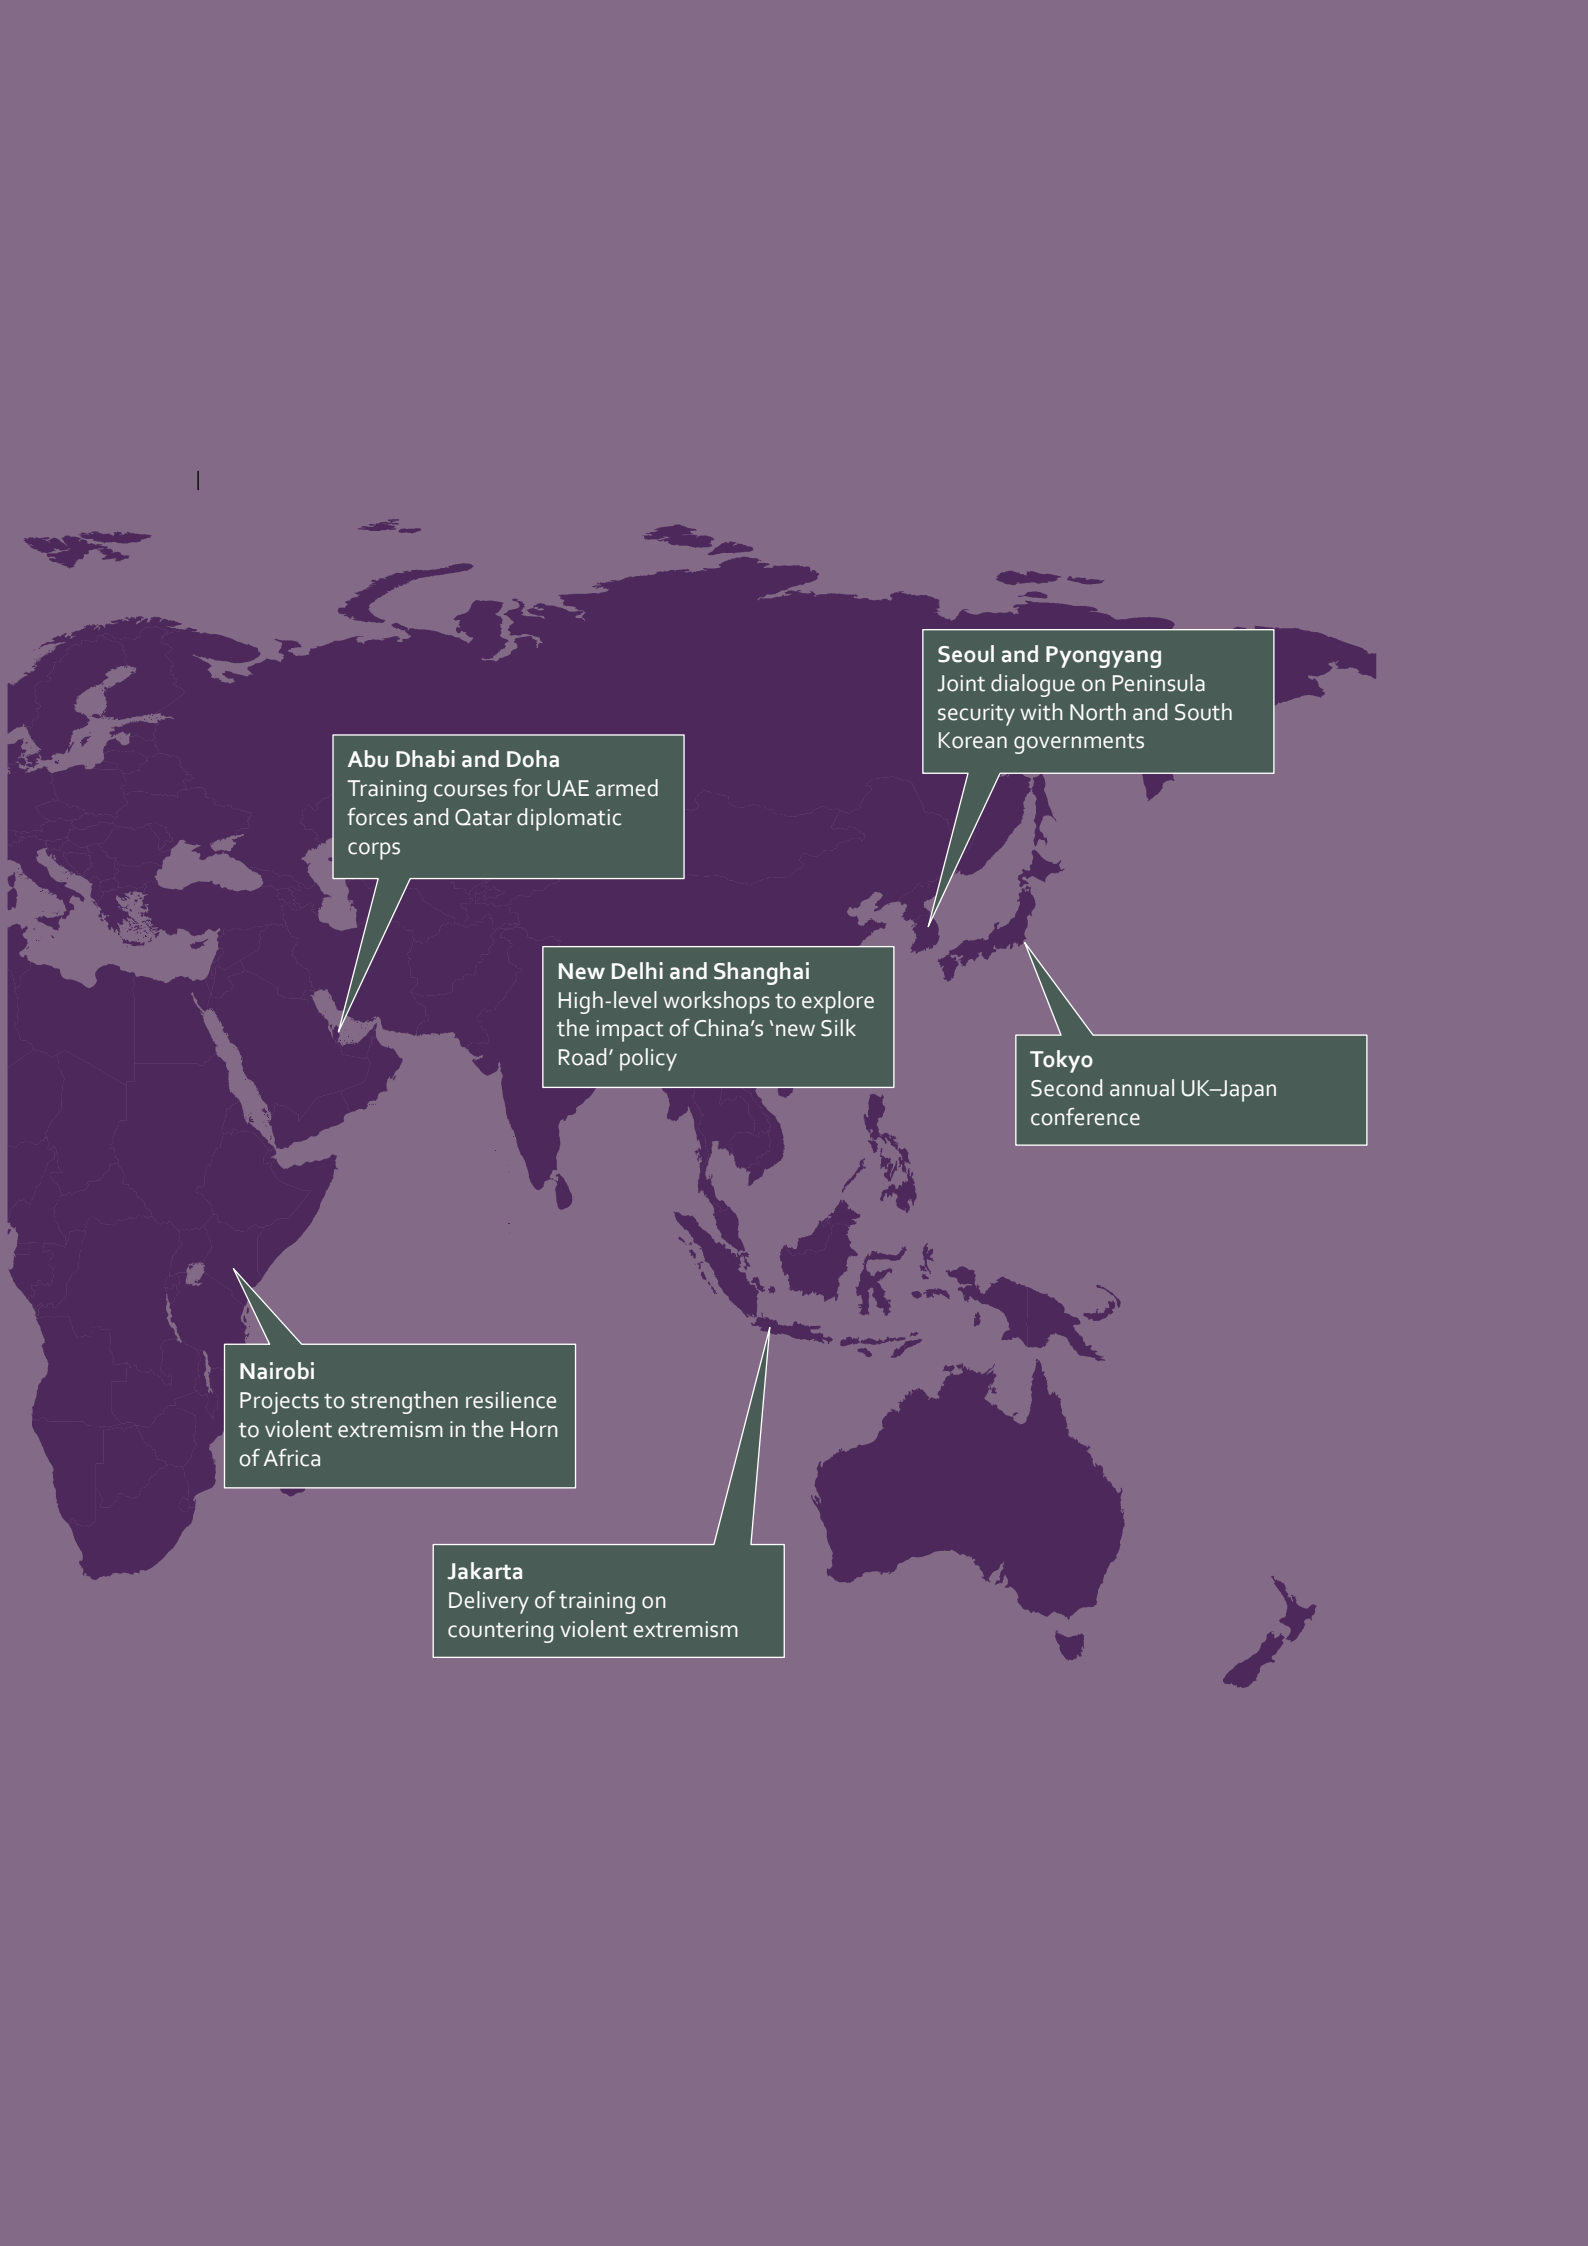 Seoul and Pyongyang
Joint dialogue on Peninsula
security with North and South
Korean governments
Abu Dhabi and Doha
Training courses for UAE armed
forces and Qatar diplomatic
corps
New Delhi and Shanghai
High-level workshops to explore
the impact of China’s ‘new Silk
Road’ policy
Tokyo
Second annual UK–Japan
conference
Nairobi
Projects to strengthen resilience
to violent extremism in the Horn
of Africa
Jakarta
Delivery of training on
countering violent extremism